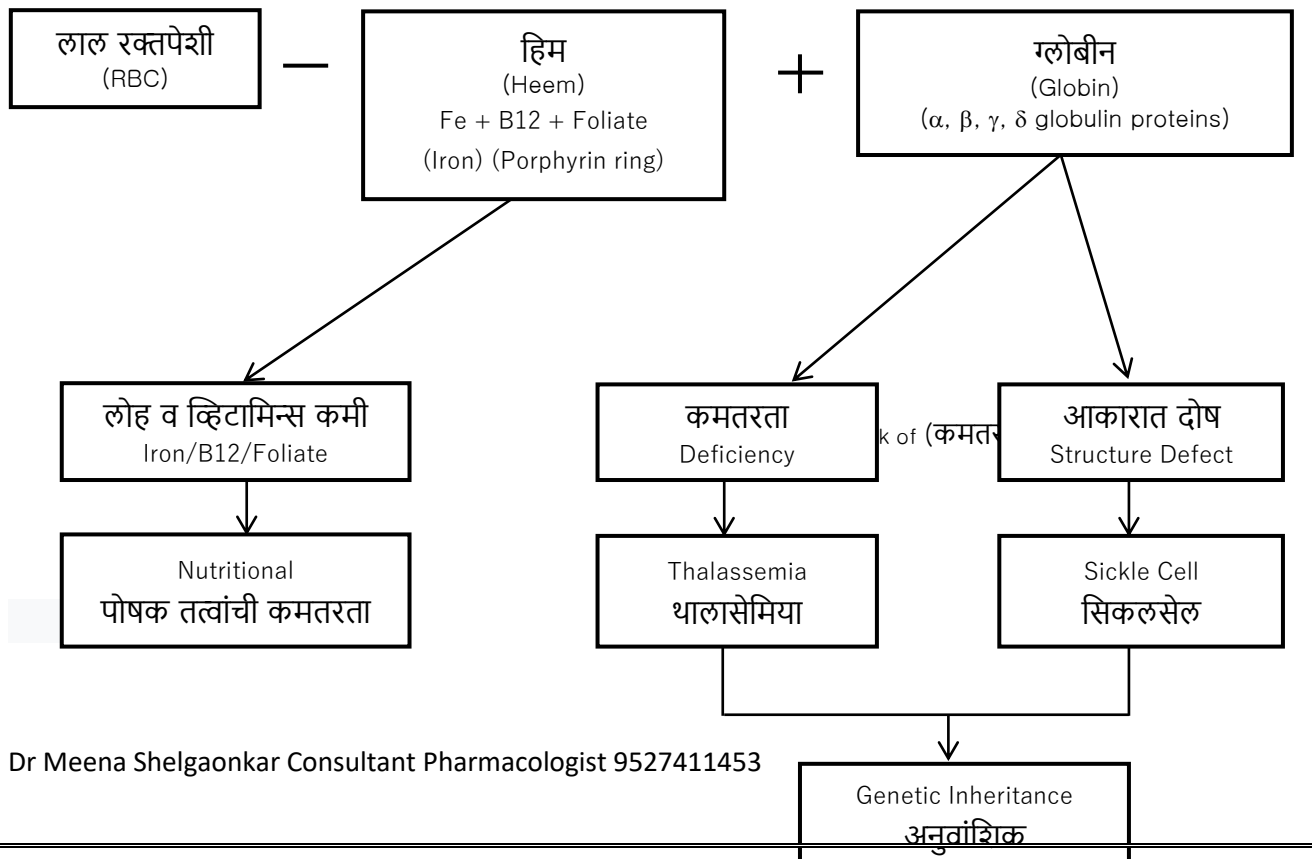 लाल रक्तपेशी
(RBC)
—
हिम
(Heem)
Fe + B12 + Foliate
(Iron) (Porphyrin ring)
+
ग्लोबीन
(Globin)
(α, β, γ, δ globulin proteins)
लोह व व्हिटामिन्स कमी
Iron/B12/Foliate
कमतरता
Deficiency
k of (कमतर
आकारात दोष
Structure Defect
Nutritional
पोषक तत्वांची कमतरता
Thalassemia
थालासेमिया
Sickle Cell
सिकलसेल
Dr Meena Shelgaonkar Consultant Pharmacologist 9527411453
Genetic Inheritance
अनुवांशिक